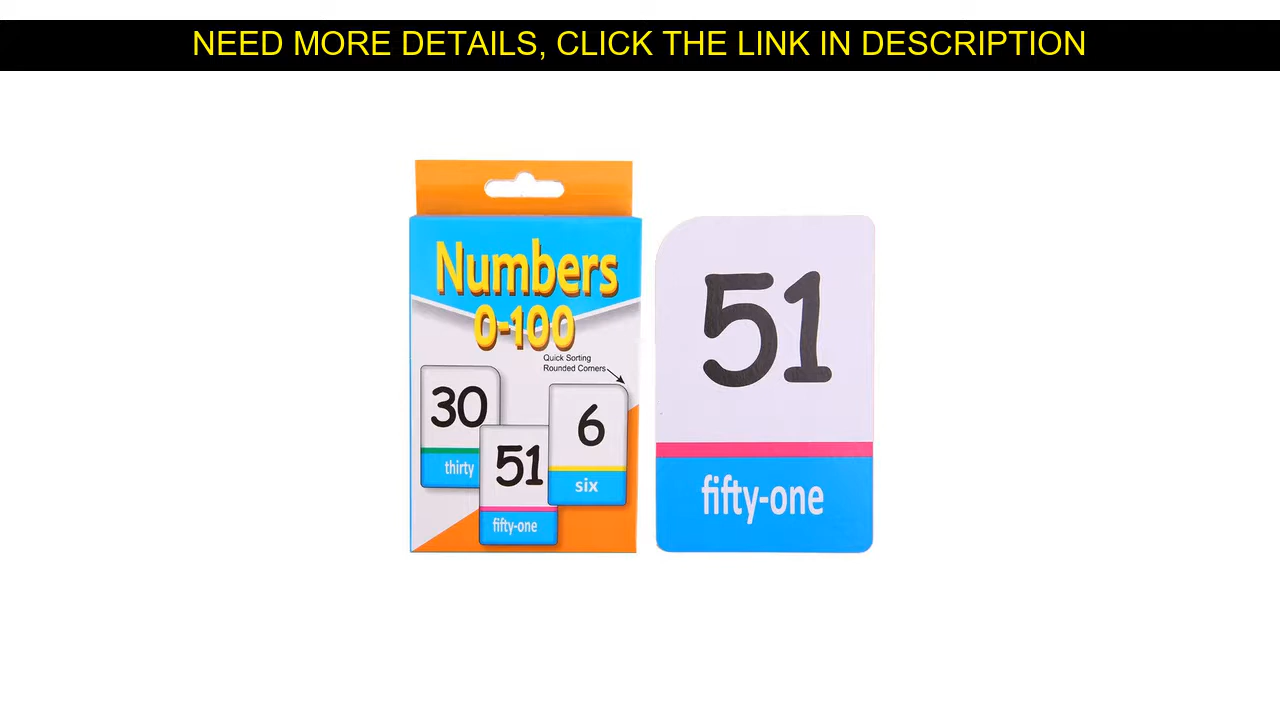 NEED MORE DETAILS, CLICK THE LINK IN DESCRIPTION
Numbers
0-100
Quick Sorting
Rounded Corners
30
thirty
51
fifty-one
6
six
51
fifty-one